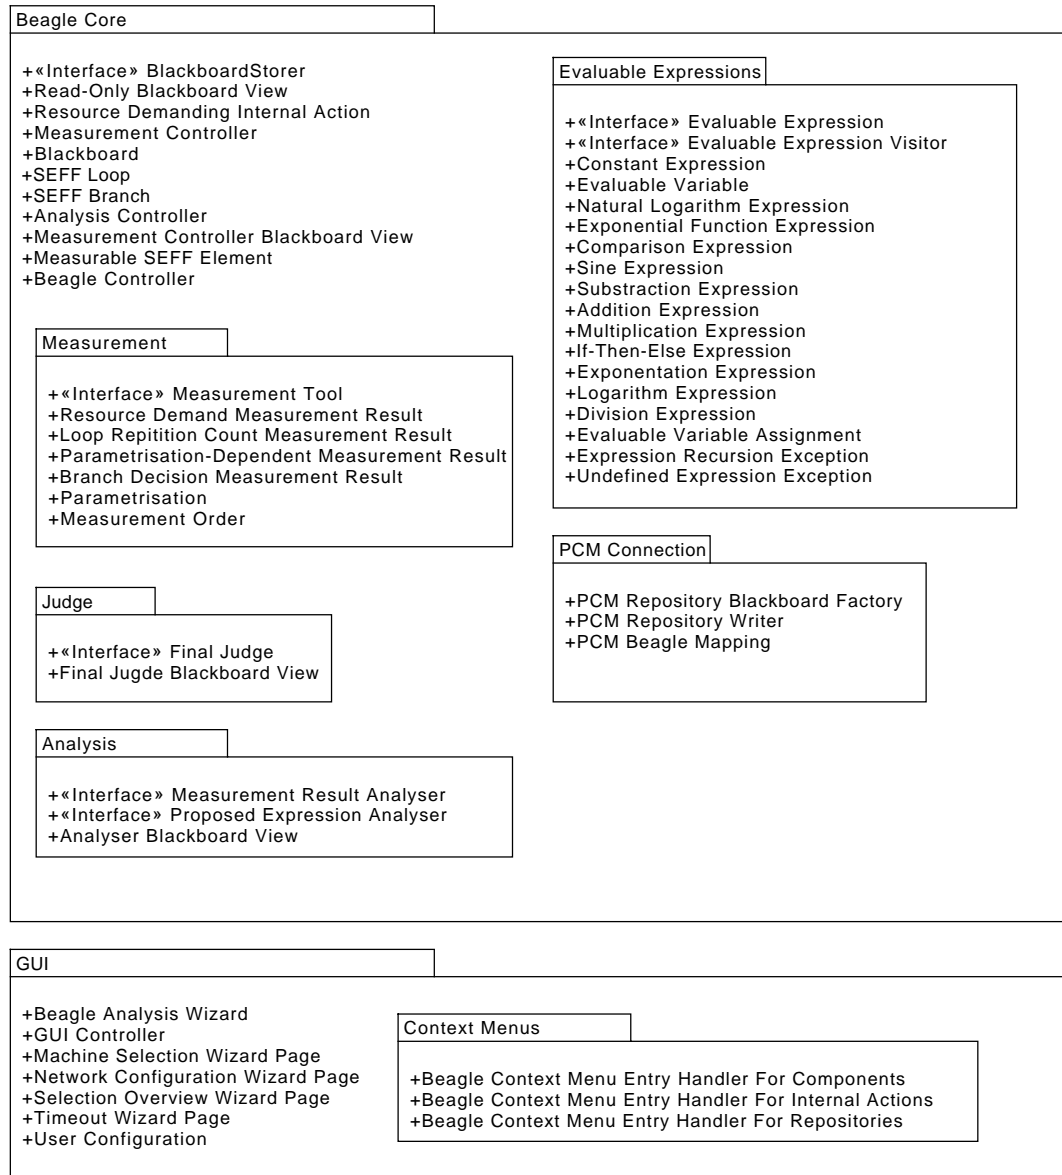 Beagle Core
+«Interface» BlackboardStorer
+Read-Only Blackboard View
+Resource Demanding Internal Action
+Measurement Controller
+Blackboard
+SEFF Loop
+SEFF Branch
+Analysis Controller
+Measurement Controller Blackboard View
+Measurable SEFF Element
+Beagle Controller
Measurement
+«Interface» Measurement Tool
+Resource Demand Measurement Result
+Loop Repitition Count Measurement Result
+Parametrisation-Dependent Measurement Result
+Branch Decision Measurement Result
+Parametrisation
+Measurement Order
Judge
+«Interface» Final Judge
+Final Jugde Blackboard View
Analysis
+«Interface» Measurement Result Analyser
+«Interface» Proposed Expression Analyser
+Analyser Blackboard View
Evaluable Expressions
+«Interface» Evaluable Expression
+«Interface» Evaluable Expression Visitor
+Constant Expression
+Evaluable Variable
+Natural Logarithm Expression
+Exponential Function Expression
+Comparison Expression
+Sine Expression
+Substraction Expression
+Addition Expression
+Multiplication Expression
+If-Then-Else Expression
+Exponentation Expression
+Logarithm Expression
+Division Expression
+Evaluable Variable Assignment
+Expression Recursion Exception
+Undefined Expression Exception
PCM Connection
+PCM Repository Blackboard Factory
+PCM Repository Writer
+PCM Beagle Mapping
GUI
+Beagle Analysis Wizard
+GUI Controller
+Machine Selection Wizard Page
+Network Configuration Wizard Page
+Selection Overview Wizard Page
+Timeout Wizard Page
+User Configuration
Context Menus
+Beagle Context Menu Entry Handler For Components
+Beagle Context Menu Entry Handler For Internal Actions
+Beagle Context Menu Entry Handler For Repositories